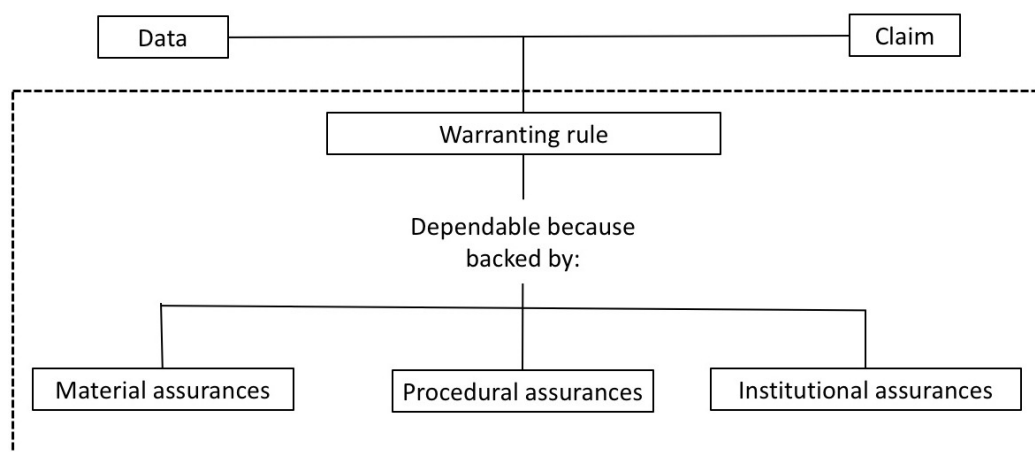 Data
Claim
Warranting rule
Dependable because
backed by:
Material assurances
Procedural assurances
Institutional assurances